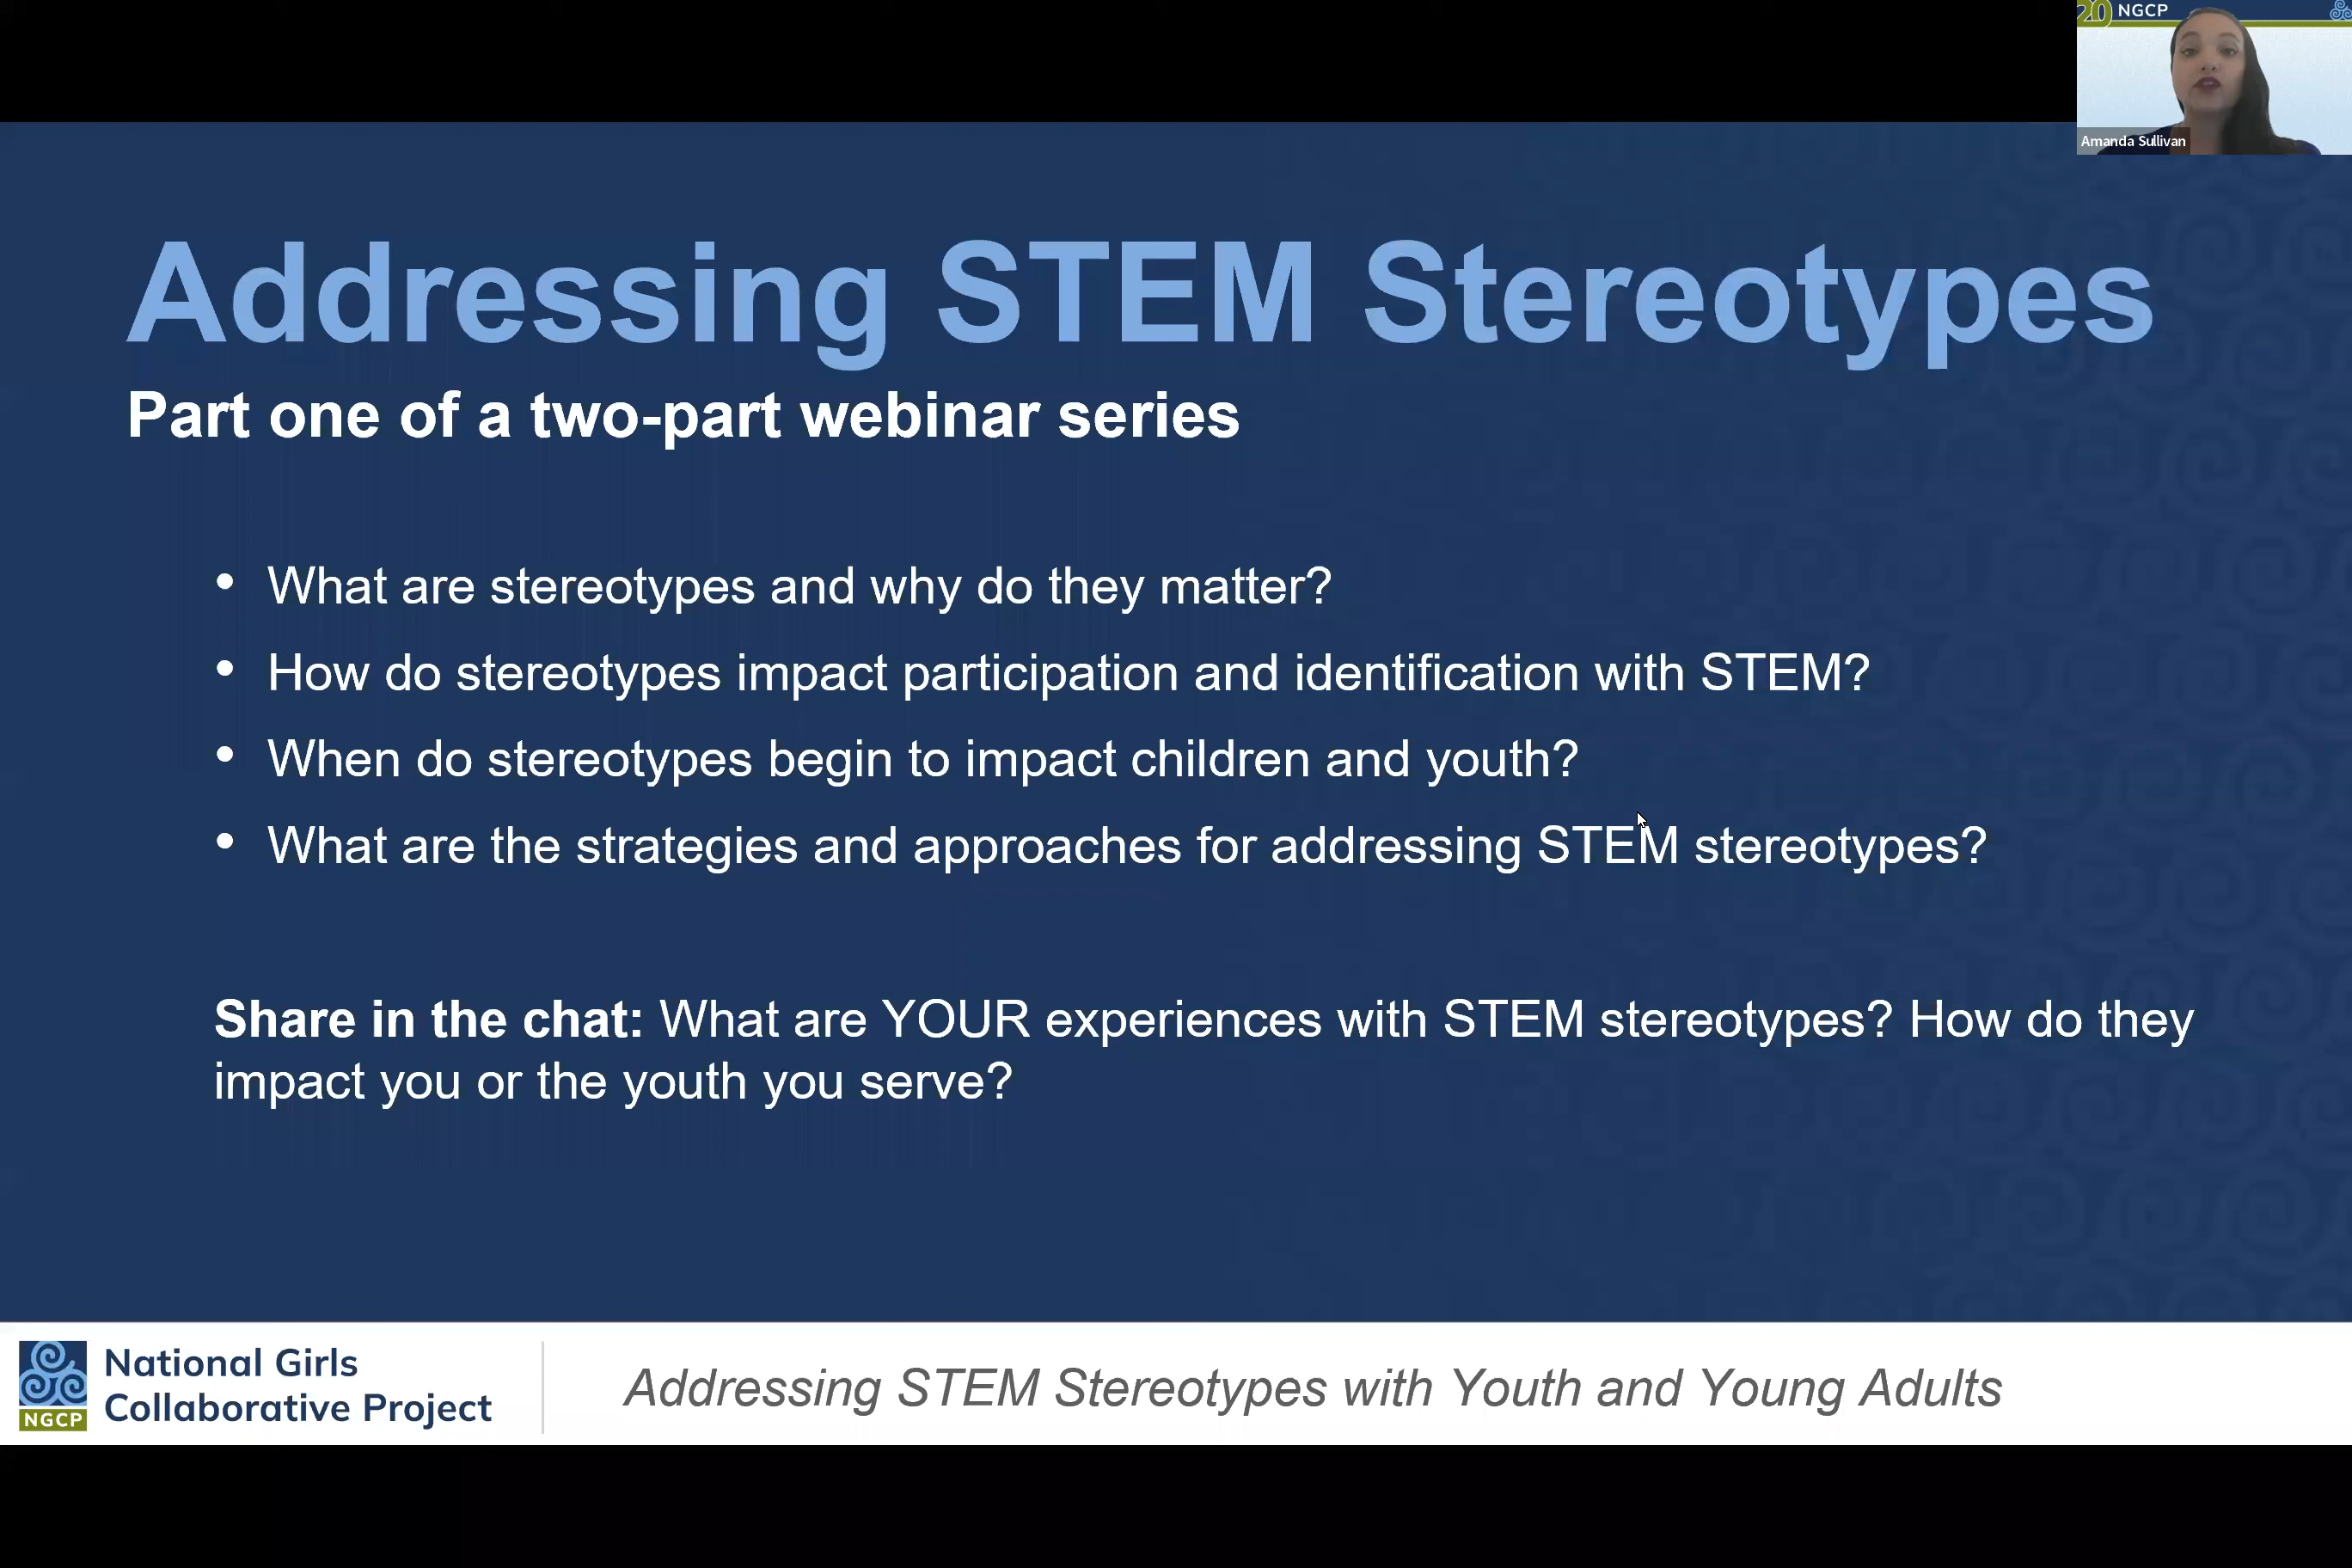 20 NGCP
Amanda Sullivan
Addressing STEM Stereotypes
Part one of a two-part webinar series
• What are stereotypes and why do they matter?
• How do stereotypes impact participation and identification with STEM?
• When do stereotypes begin to impact children and youth?
• What are the strategies and approaches for addressing STEM stereotypes?
Share in the chat: What are YOUR experiences with STEM stereotypes? How do they
impact you or the youth you serve?
NGCP
National Girls
Collaborative Project
Addressing STEM Stereotypes with Youth and Young Adults